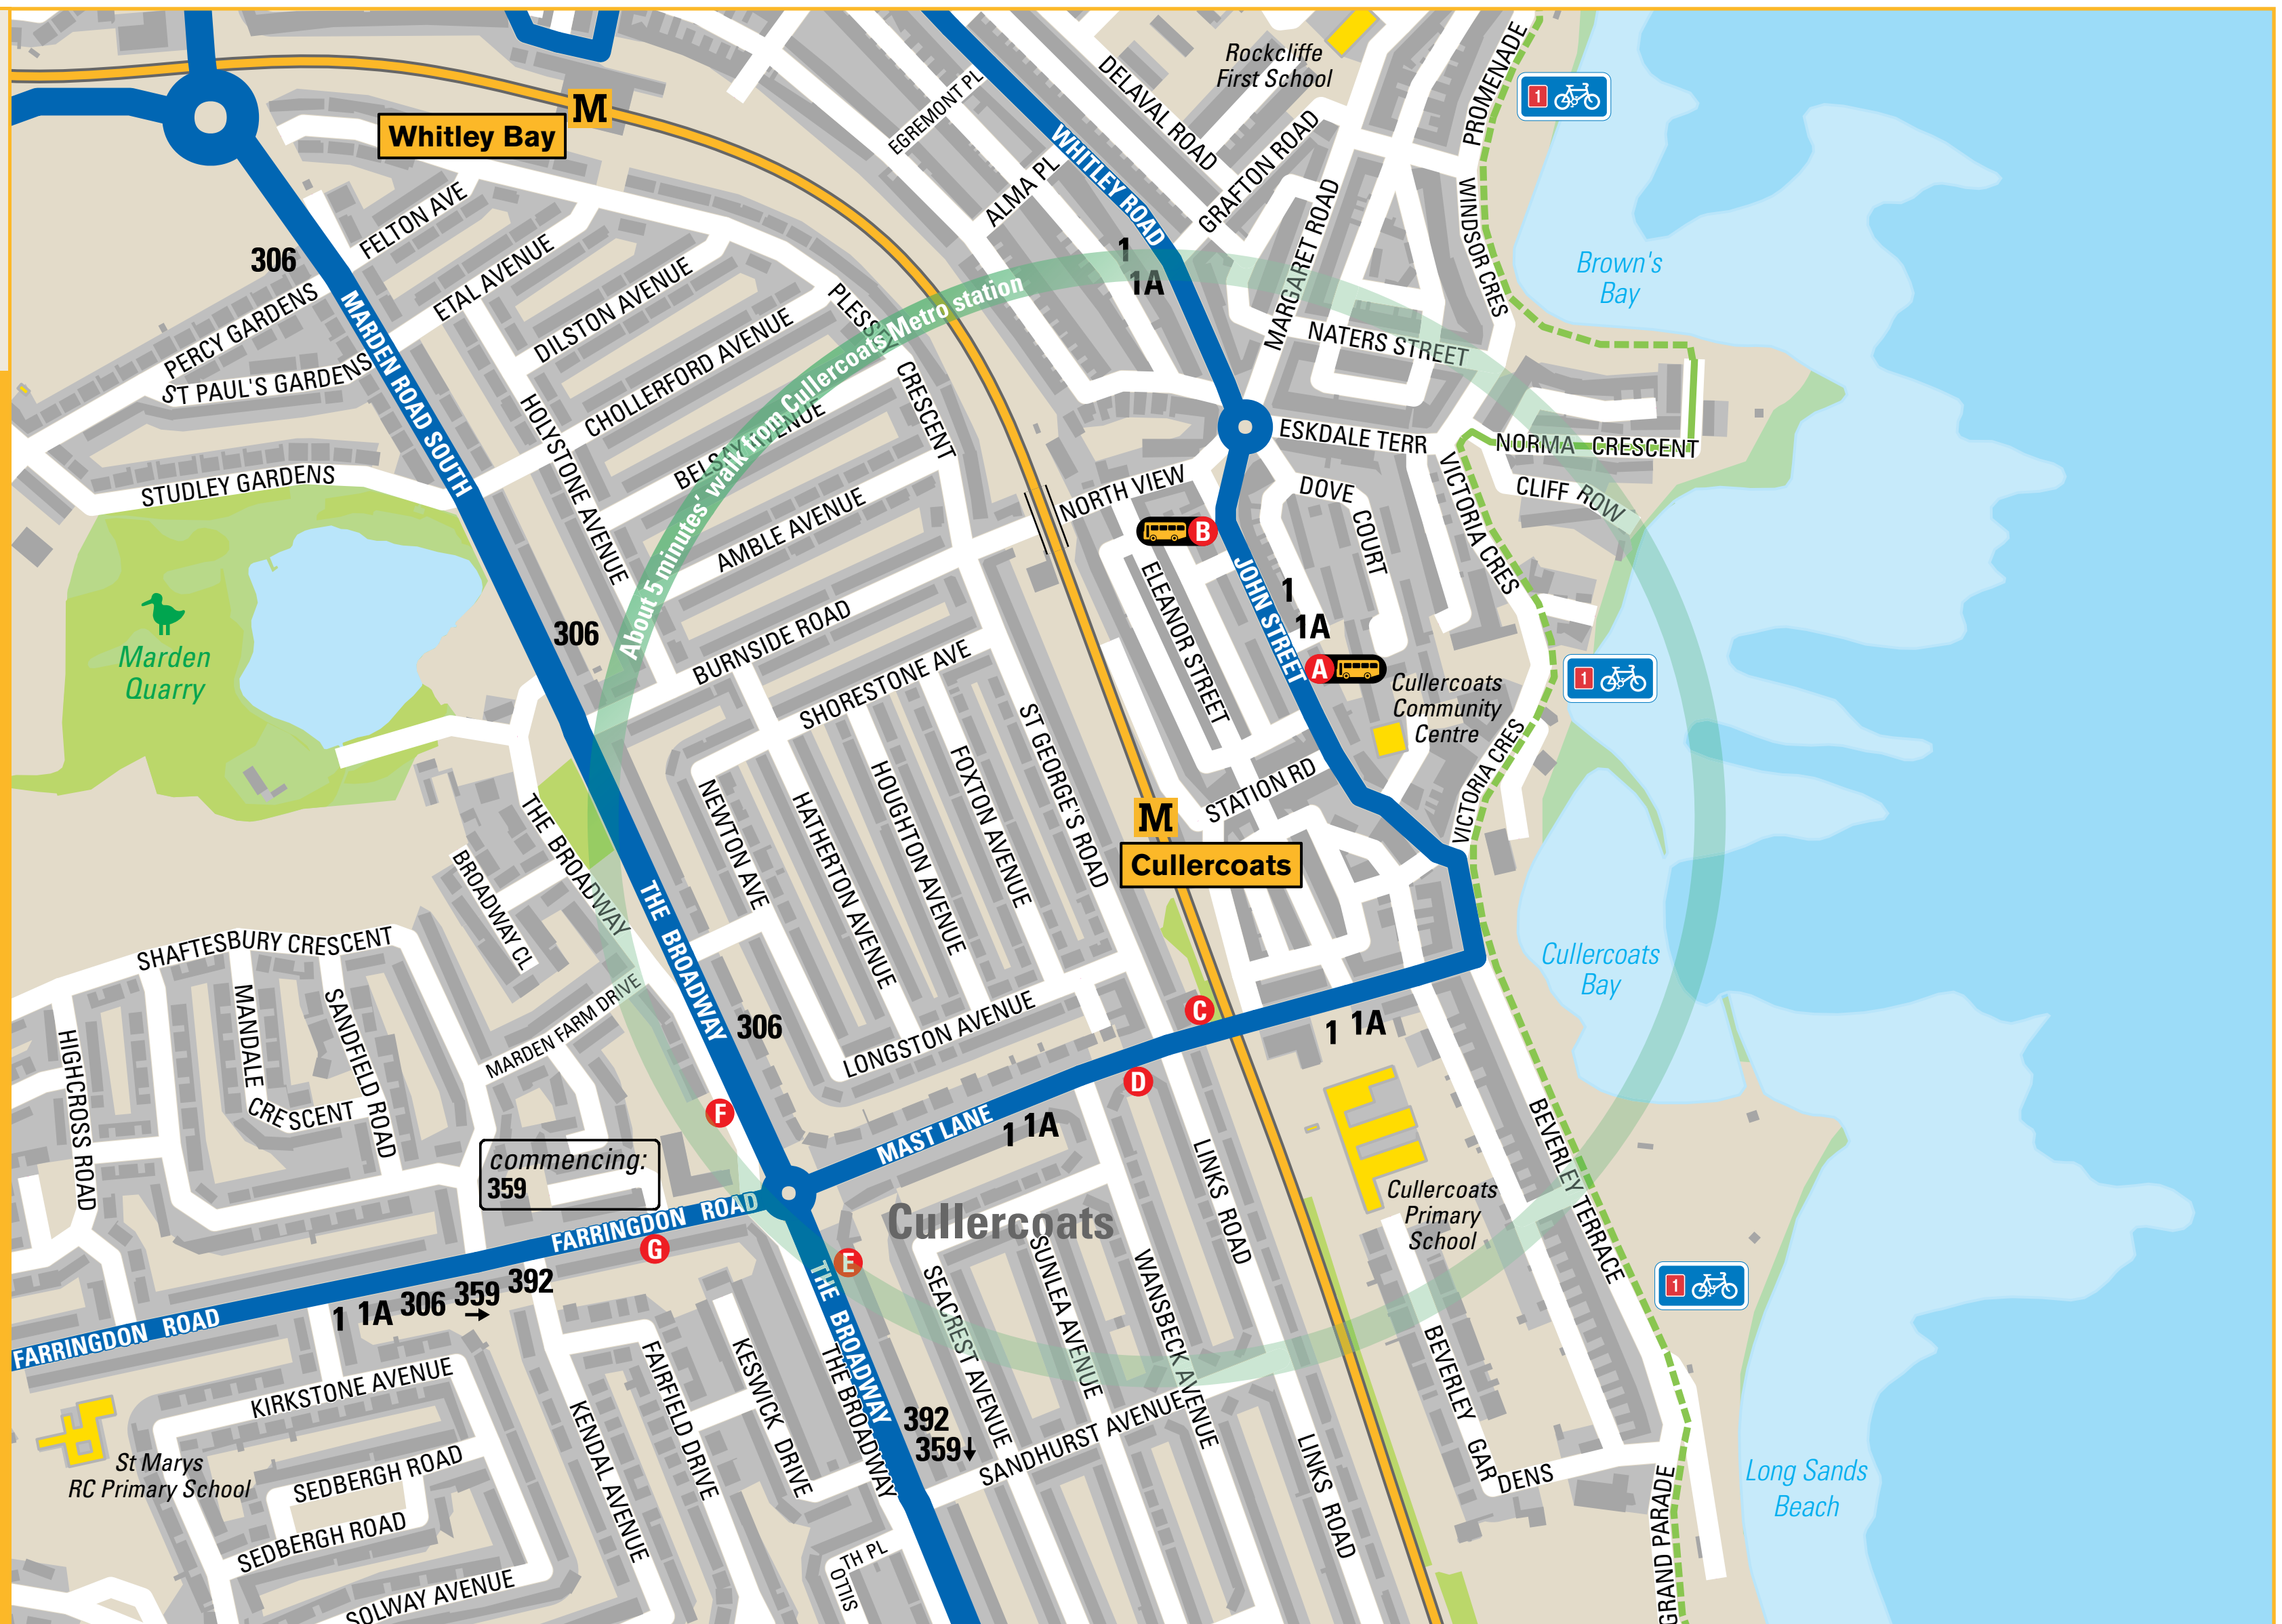 Rockcliffe
First School
PROMENADE
1
DELAVAL ROAD
EGREMONT PL
M
Whitley Bay
WHITLEY ROAD
GRAFTON ROAD
ALMA PL
MARGARET ROAD
WINDSOR CRES
FELTON AVE
306
1
1A
Brown's
Bay
ETAL AVENUE
PERCY GARDENS
MARDEN ROAD SOUTH
DILSTON AVENUE
PLESSEY CRESCENT
About 5 minutes' walk from Cullercoats Metro station
NATERS STREET
ST PAUL'S GARDENS
CHOLLERFORD AVENUE
HOLYSTONE AVENUE
BELSAY AVENUE
ESKDALE TERR
NORMA CRESCENT
STUDLEY GARDENS
NORTH VIEW
DOVE COURT
VICTORIA CRES
CLIFF ROW
AMBLE AVENUE
B
JOHN STREET
ELEANOR STREET
1
1A
306
BURNSIDE ROAD
Marden
Quarry
SHORESTONE AVE
A
Cullercoats
Community
Centre
1
ST GEORGE'S ROAD
VICTORIA CRES
NEWTON AVE
HATHERTON AVENUE
HOUGHTON AVENUE
FOXTON AVENUE
STATION RD
M
Cullercoats
THE BROADWAY
BROADWAY CL
THE BROADWAY
SHAFTESBURY CRESCENT
Cullercoats
Bay
MANDALE
CRESCENT
SANDFIELD ROAD
MARDEN FARM DRIVE
HIGHCROSS ROAD
306
LONGSTON AVENUE
C
1 1A
D
F
MAST LANE
1 1A
BEVERLEY TERRACE
LINKS ROAD
commencing:
359
Cullercoats
Primary
School
FARRINGDON ROAD
G
Cullercoats
E
THE BROADWAY
SEACREST AVENUE
SUNLEA AVENUE
WANSBECK AVENUE
1
1 1A 306 359 392
FARRINGDON ROAD
KIRKSTONE AVENUE
FAIRFIELD DRIVE
KESWICK DRIVE
THE BROADWAY
BEVERLEY GARDENS
392
359
SANDHURST AVENUE
KENDAL AVENUE
LINKS ROAD
St Marys
RC Primary School
SEDBERGH ROAD
SEDBERGH ROAD
Long Sands
Beach
GRAND PARADE
SILLOTH PL
SOLWAY AVENUE